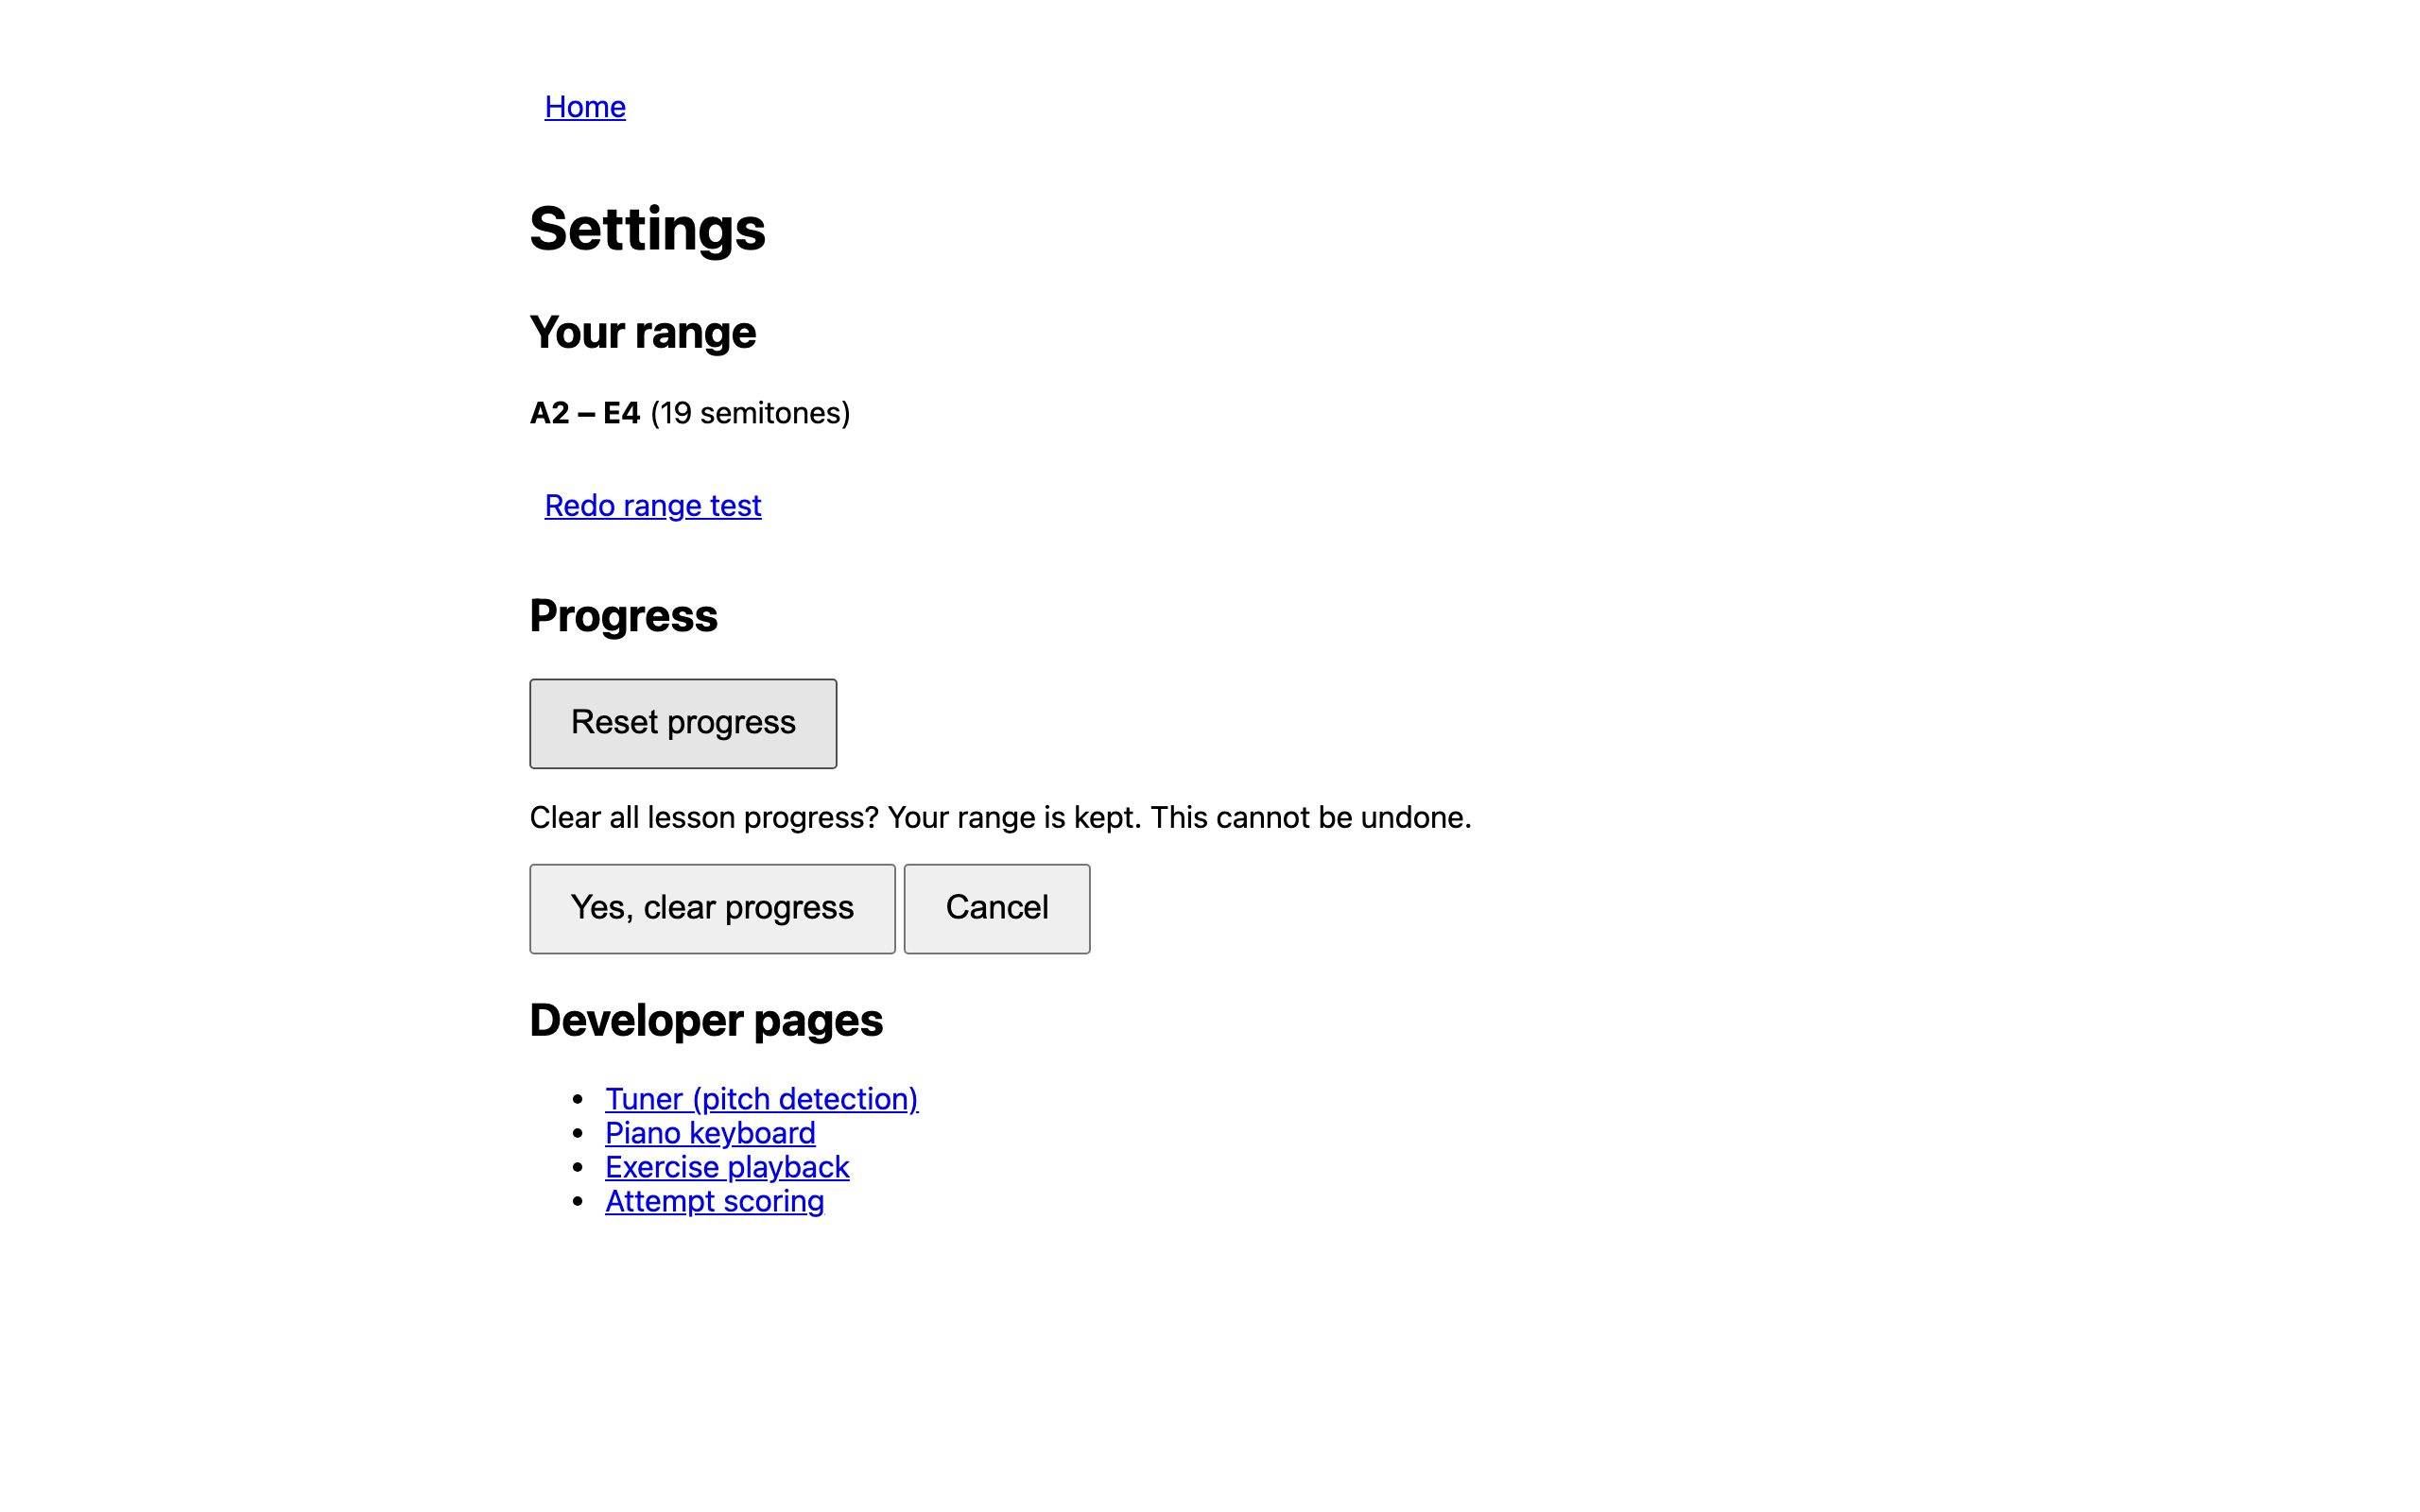 Home
Settings
Your range
A2 – E4 (19 semitones)
Redo range test
Progress
Reset progress
Clear all lesson progress? Your range is kept. This cannot be undone.
Yes, clear progress Cancel
Developer pages
• Tuner (pitch detection)
• Piano keyboard
• Exercise playback
• Attempt scoring